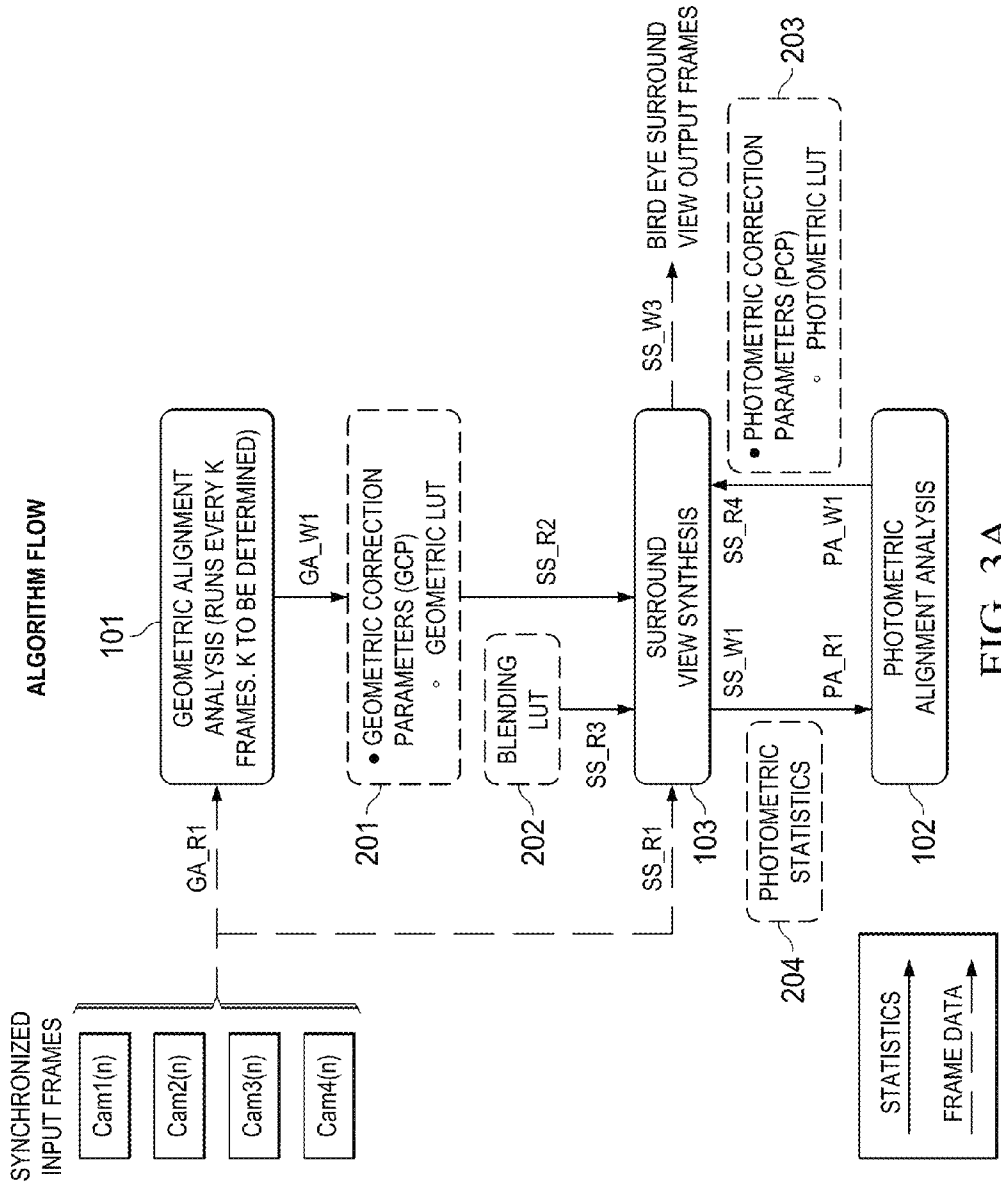 ALGORITHM FLOW
SYNCHRONIZED
INPUT FRAMES
Cam1(n)
Cam2(n)
Cam3(n)
Cam4(n)
GA_R1
101
GEOMETRIC ALIGNMENT
ANALYSIS (RUNS EVERY K
FRAMES. K TO BE DETERMINED)
GA_W1
201
• GEOMETRIC CORRECTION
PARAMETERS (GCP)
◦ GEOMETRIC LUT
SS_R2
202
BLENDING
LUT
SS_R3
SS_R1
103
SURROUND
VIEW SYNTHESIS
SS_W3
BIRD EYE SURROUND
VIEW OUTPUT FRAMES
204
PHOTOMETRIC
STATISTICS
SS_W1
PA_R1
SS_R4
PA_W1
203
• PHOTOMETRIC CORRECTION
PARAMETERS (PCP)
◦ PHOTOMETRIC LUT
102
PHOTOMETRIC
ALIGNMENT ANALYSIS
STATISTICS
FRAME DATA
FIG. 3A